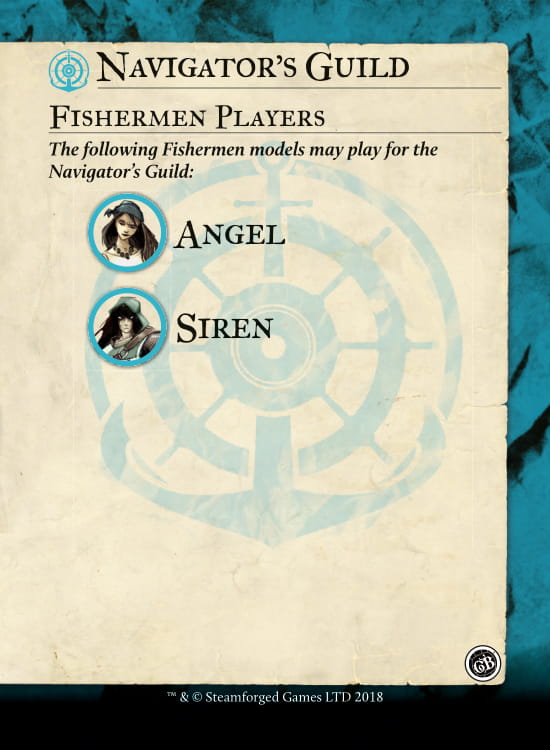 Navigator's Guild
Fishermen Players
The following Fishermen models may play for the
Navigator's Guild:
Angel
Siren
GB
™ & © Steamforged Games LTD 2018